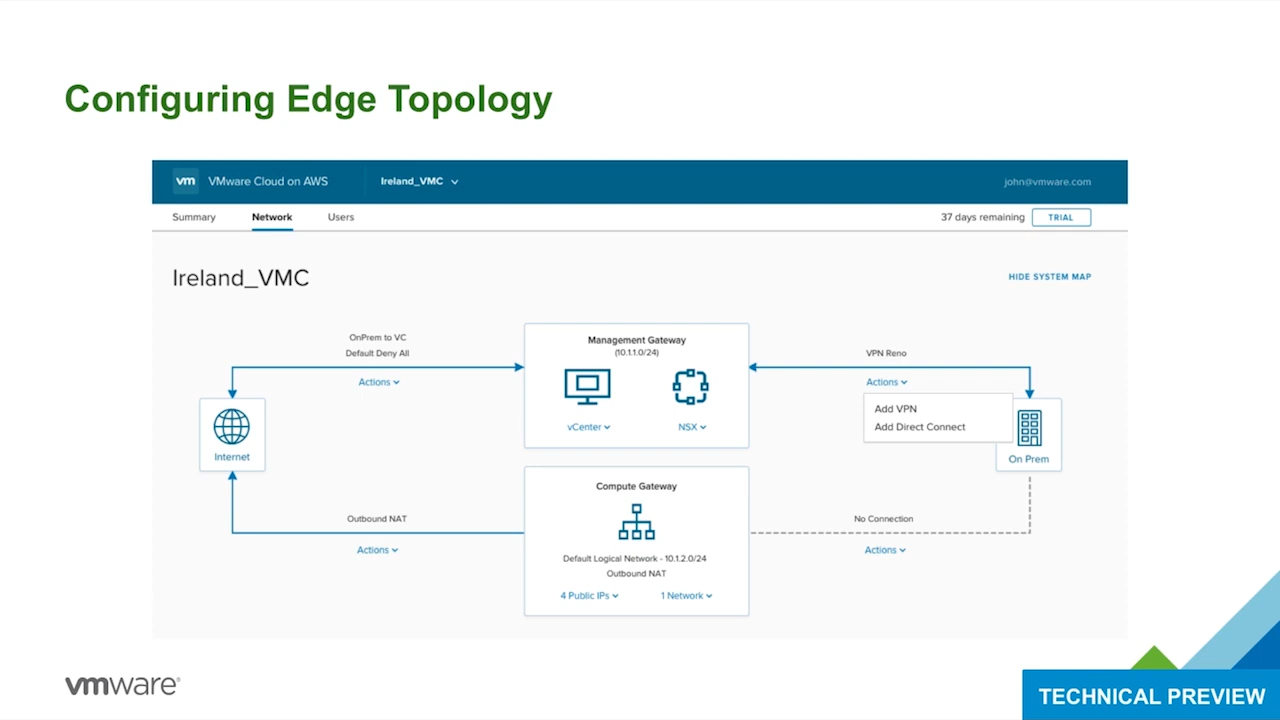 Configuring Edge Topology
vm VMware Cloud on AWS Ireland_VMC john@vmware.com
Summary Network Users 37 days remaining TRIAL
Ireland_VMC HIDE SYSTEM MAP
OnPrem to VC
Default Deny All
Actions
Internet
Management Gateway
(10.1.1.0/24)
vCenter NSX
VPN Reno
Actions
Add VPN
Add Direct Connect
On Prem
Outbound NAT
Actions
Compute Gateway
Default Logical Network - 10.1.2.0/24
Outbound NAT
4 Public IPs 1 Network
No Connection
Actions
vmware®
TECHNICAL PREVIEW